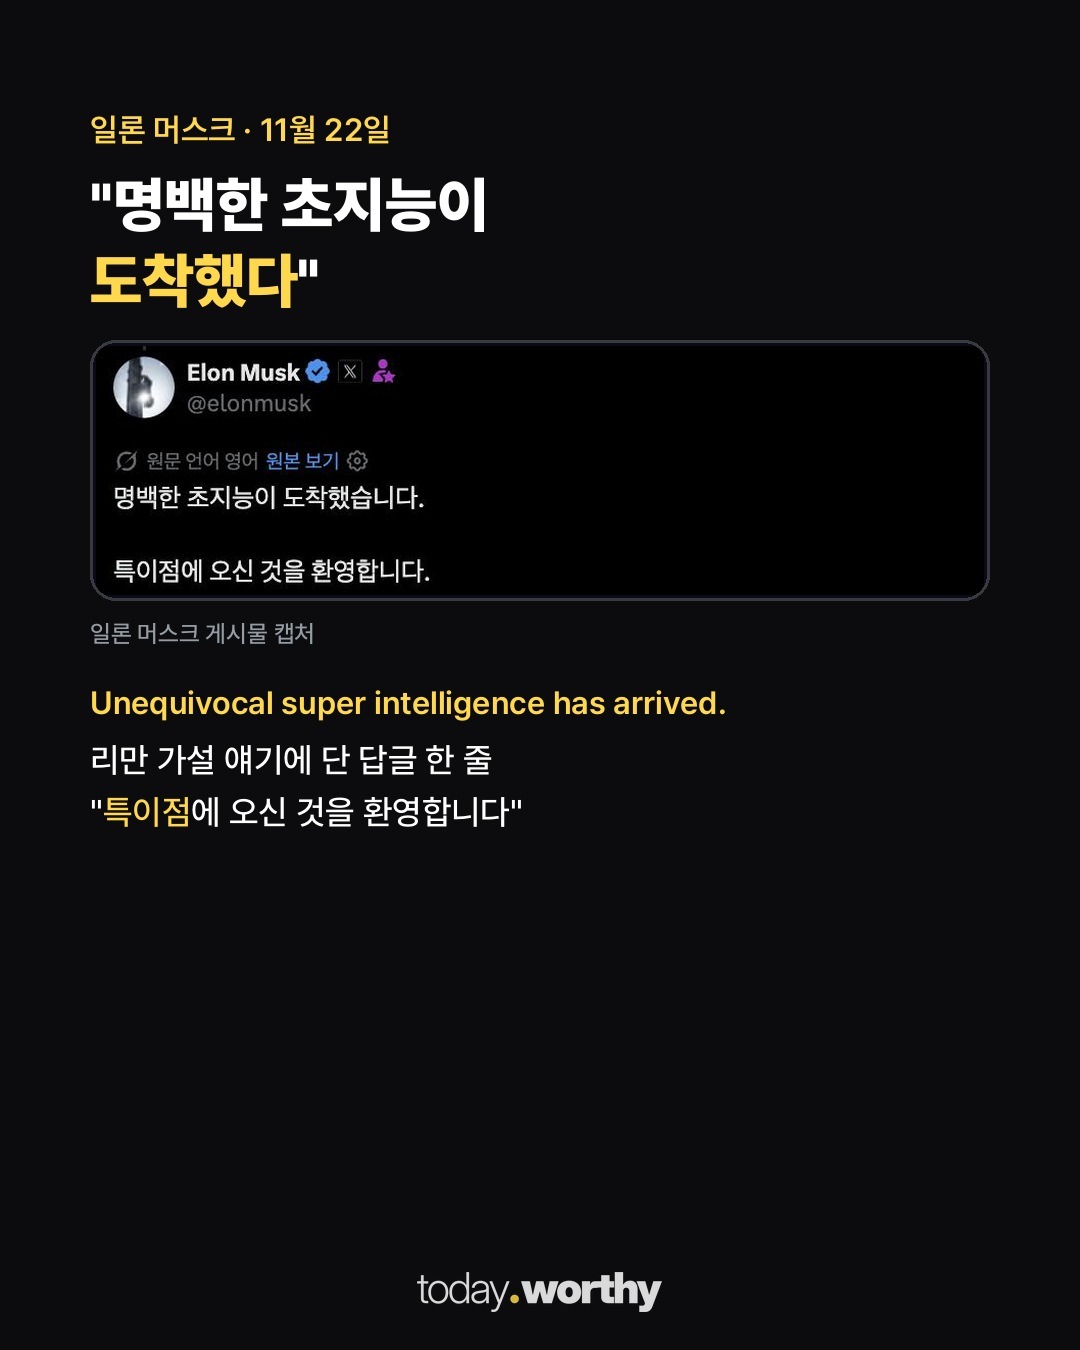 일론 머스크 · 11월 22일
"명백한 초지능이
도착했다"
Elon Musk
@elonmusk
원문 언어 영어 원본 보기
명백한 초지능이 도착했습니다.
특이점에 오신 것을 환영합니다.
일론 머스크 게시물 캡처
Unequivocal super intelligence has arrived.
리만 가설 얘기에 단 답글 한 줄
"특이점에 오신 것을 환영합니다"
today.worthy